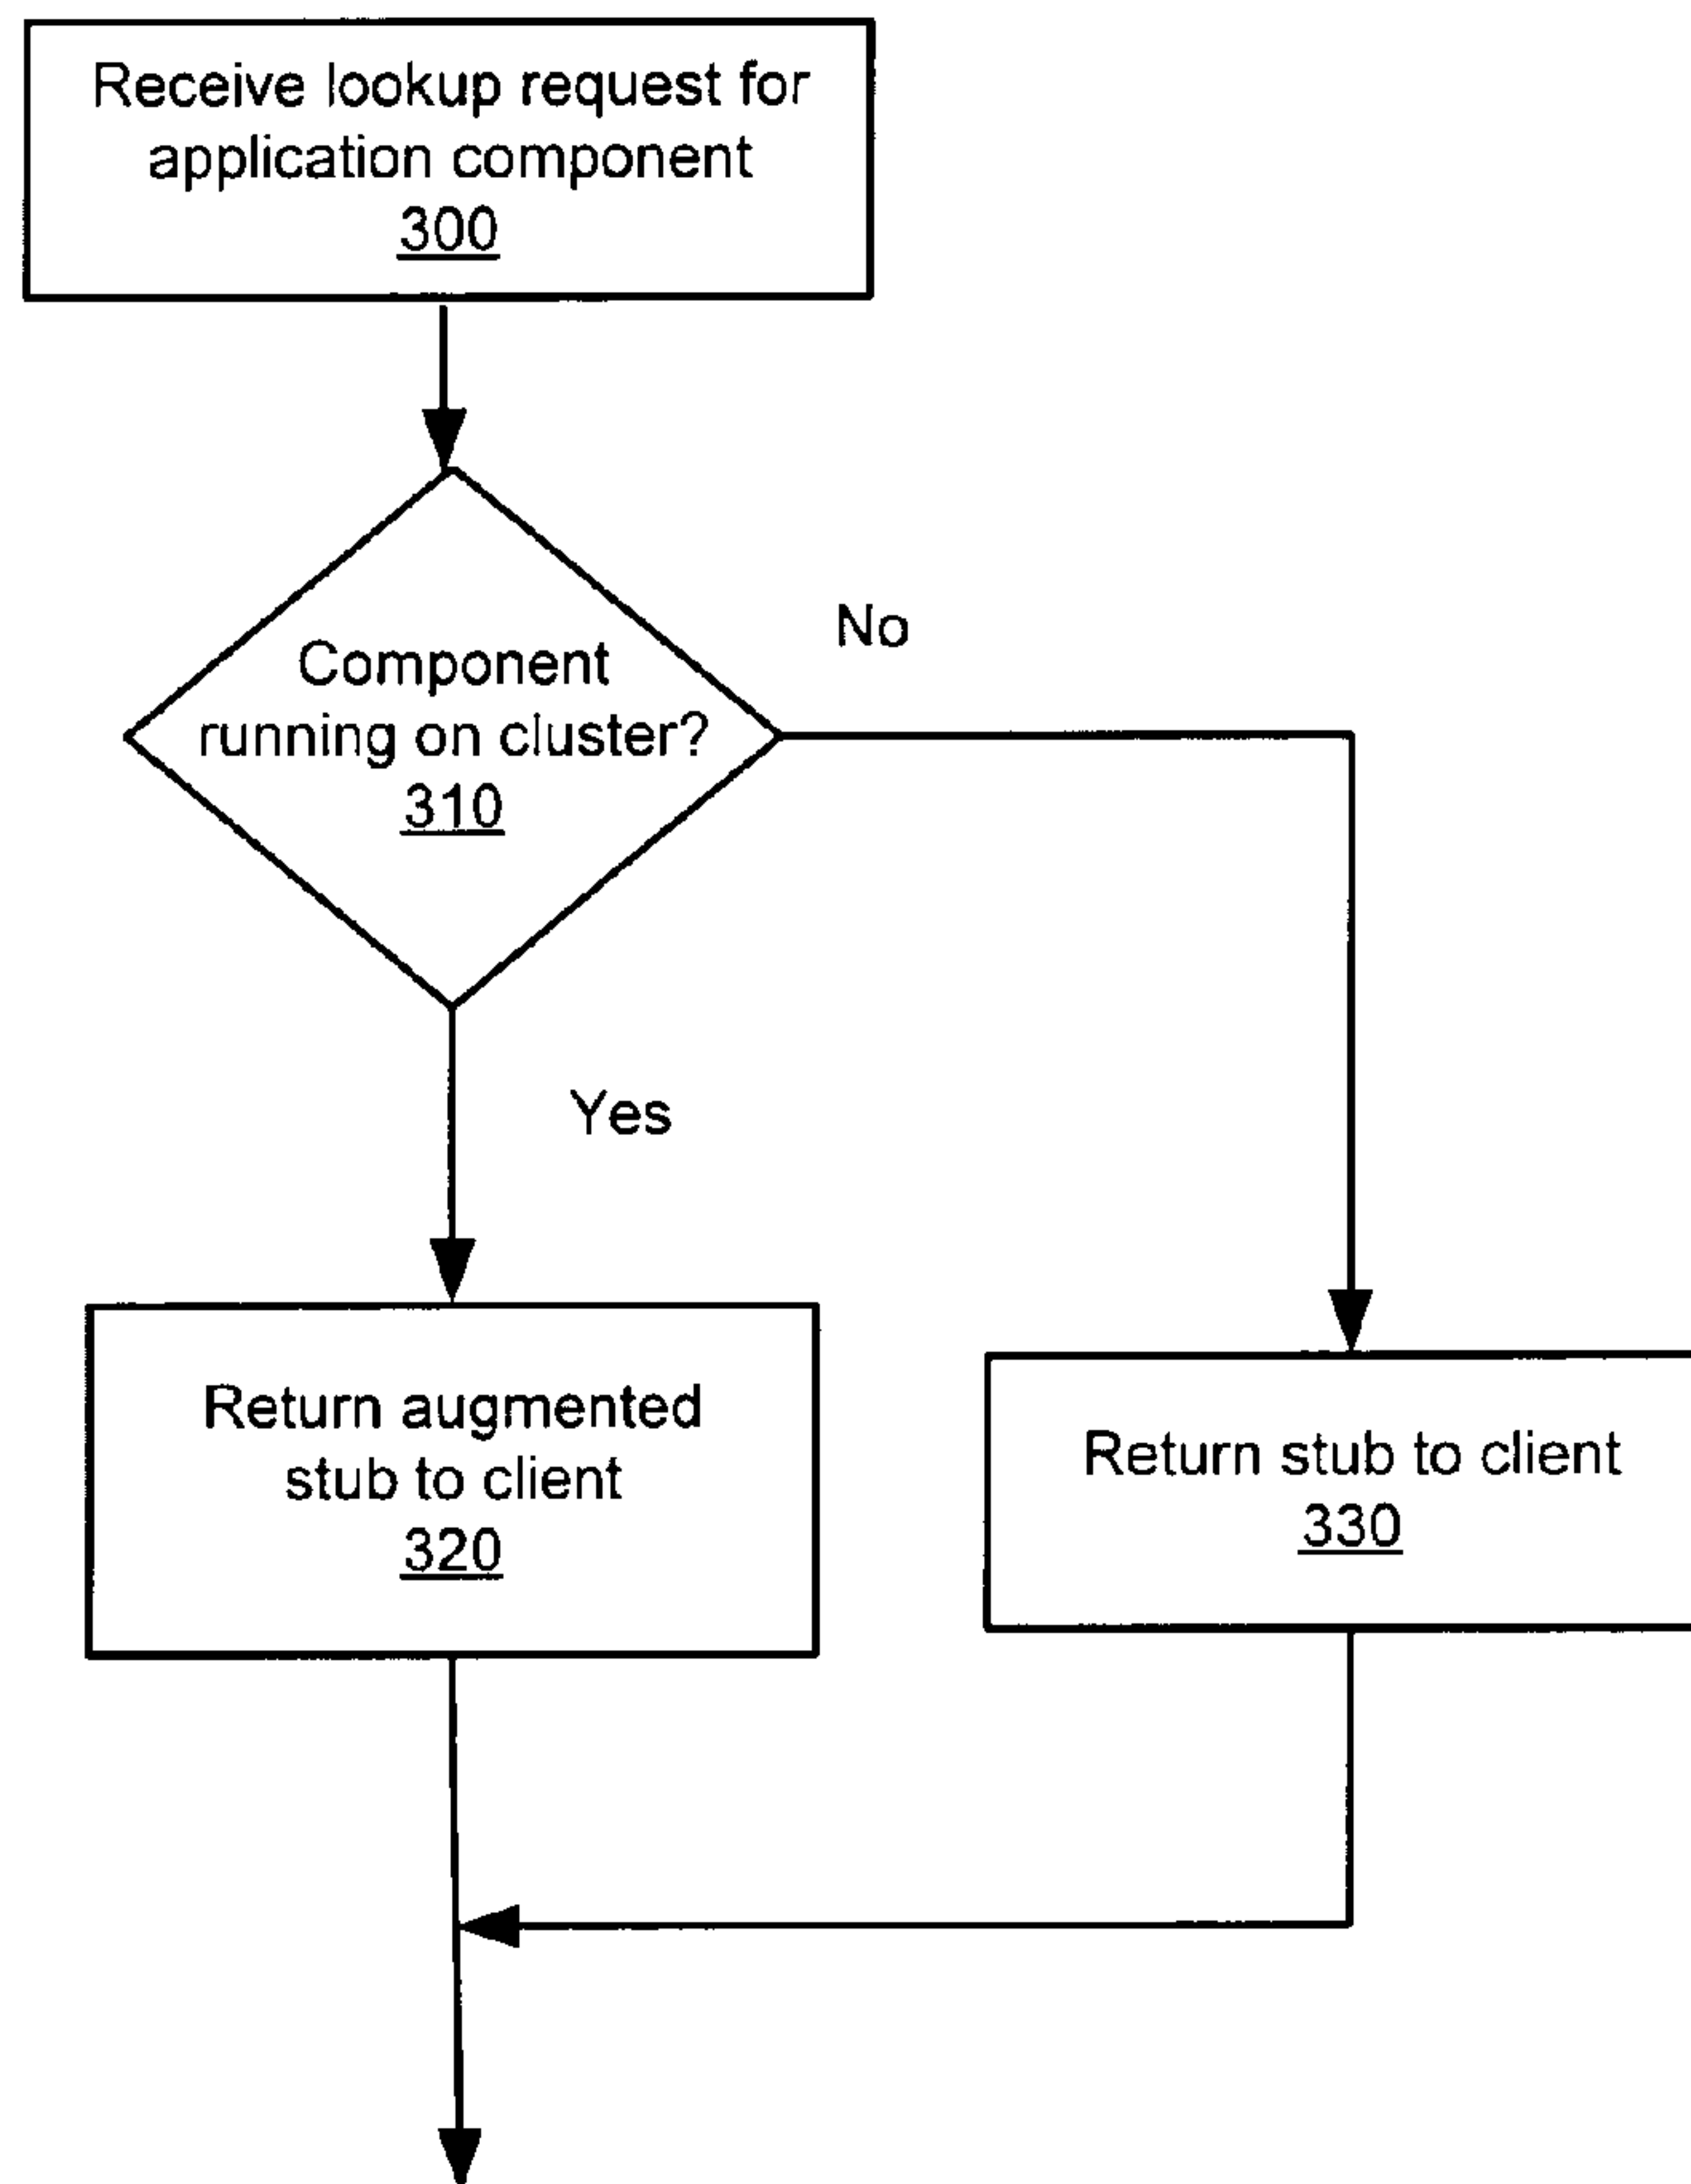 Receive lookup request for
application component
300
Component
running on cluster?
310
No
Yes
Return augmented
stub to client
320
Return stub to client
330